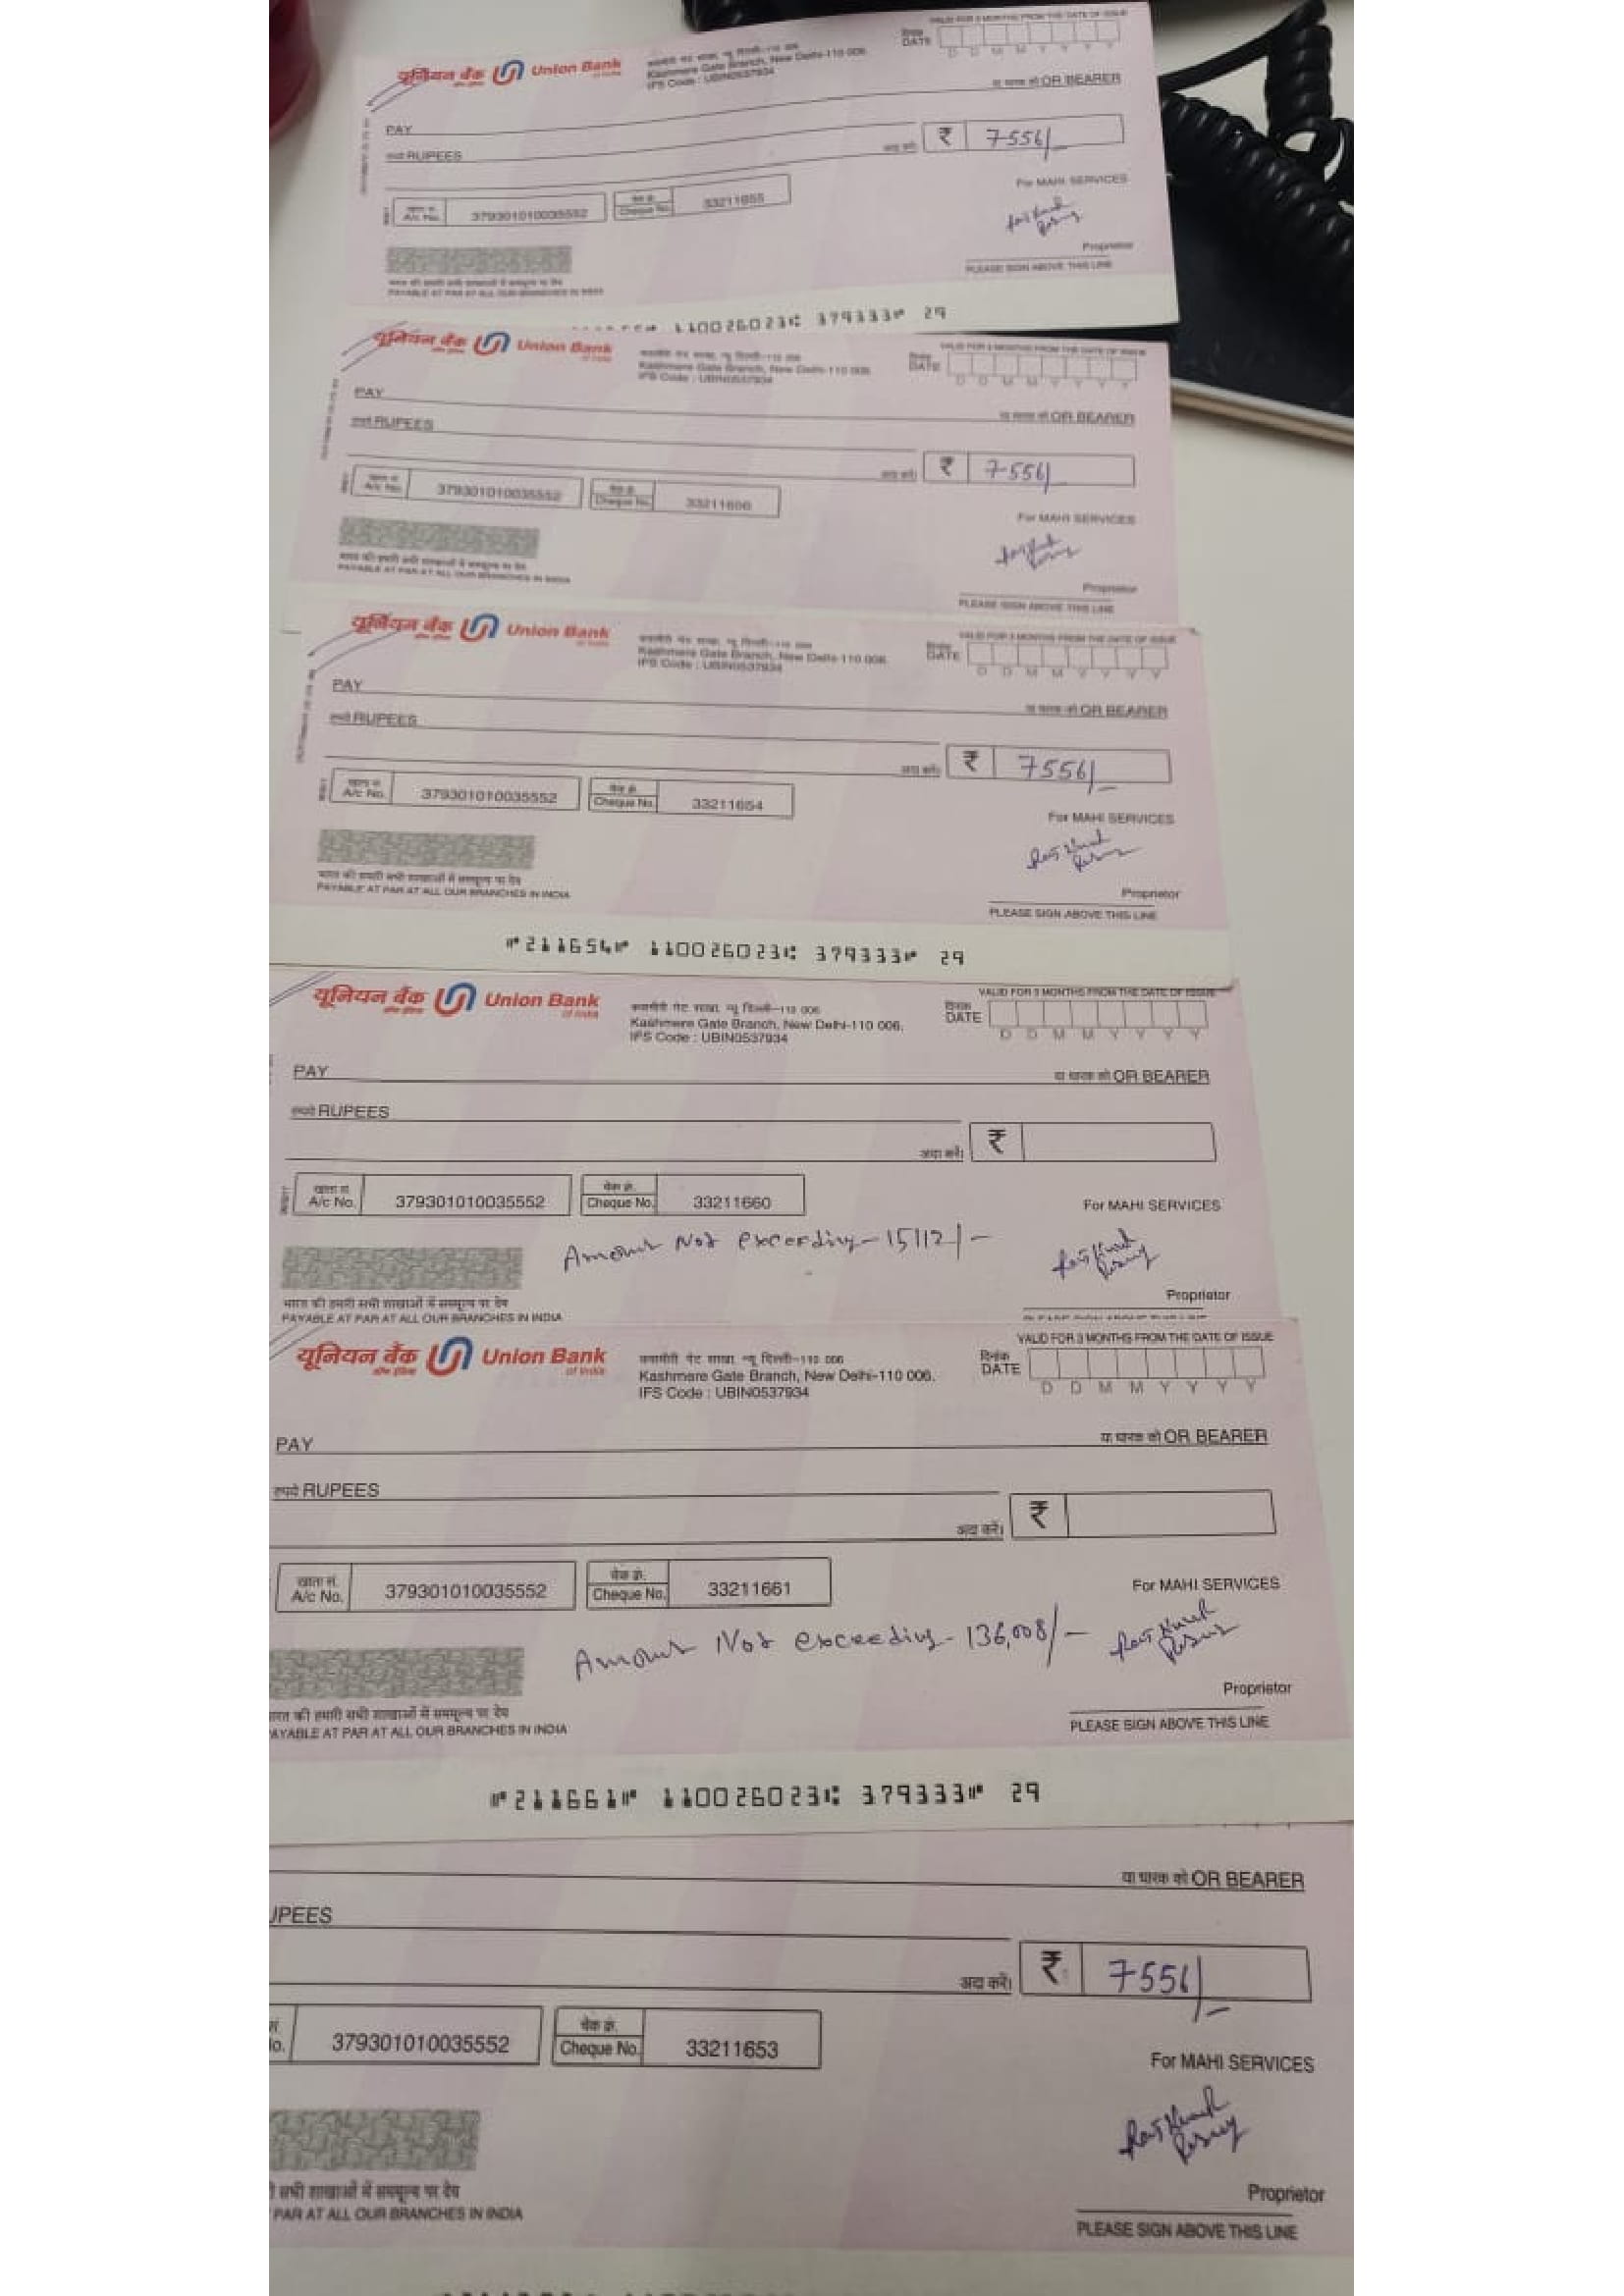 VALID FOR 3 MONTHS FROM THE DATE OF ISSUE
यूनियन बैंक Union Bank
of India
Kashmere Gate Branch, New Delhi-110 006.
IFS Code : UBIN0537934
दिनांक
DATE
D D M M Y Y Y Y
या धारक को OR BEARER
PAY
रुपये RUPEES
अदा करें। ₹ 7556/-
खाता सं.
A/c No. 379301010035552
चेक क्रं.
Cheque No. 33211655
For MAHI SERVICES
Proprietor
PLEASE SIGN ABOVE THIS LINE
भारत की हमारी सभी शाखाओं में सममूल्य पर देय
PAYABLE AT PAR AT ALL OUR BRANCHES IN INDIA
110026023 379333 29
VALID FOR 3 MONTHS FROM THE DATE OF ISSUE
यूनियन बैंक Union Bank
of India
Kashmere Gate Branch, New Delhi-110 006.
IFS Code : UBIN0537934
दिनांक
DATE
D D M M Y Y Y Y
PAY
या धारक को OR BEARER
रुपये RUPEES
अदा करें। ₹ 7556/
खाता सं.
A/c No. 379301010035552
चेक क्रं.
Cheque No.
For MAHI SERVICES
Proprietor
PLEASE SIGN ABOVE THIS LINE
भारत की हमारी सभी शाखाओं में सममूल्य पर देय
PAYABLE AT PAR AT ALL OUR BRANCHES IN INDIA
VALID FOR 3 MONTHS FROM THE DATE OF ISSUE
यूनियन बैंक Union Bank
of India
कश्मीरी गेट शाखा, न्यू दिल्ली-110 006
Kashmere Gate Branch, New Delhi-110 006.
IFS Code : UBIN0537934
दिनांक
DATE
D D M M Y Y Y Y
PAY
या धारक को OR BEARER
रुपये RUPEES
अदा करें। ₹ 7556/-
खाता सं.
A/c No. 379301010035552
चेक क्रं.
Cheque No. 33211654
For MAHI SERVICES
Proprietor
PLEASE SIGN ABOVE THIS LINE
भारत की हमारी सभी शाखाओं में सममूल्य पर देय
PAYABLE AT PAR AT ALL OUR BRANCHES IN INDIA
⑈211654⑈ 110026023⑆ 379333⑈ 29
VALID FOR 3 MONTHS FROM THE DATE OF ISSUE
यूनियन बैंक Union Bank
ऑफ इंडिया of India
कश्मीरी गेट शाखा, न्यू दिल्ली-110 006
Kashmere Gate Branch, New Delhi-110 006.
IFS Code : UBIN0537934
दिनांक
DATE
D D M M Y Y Y Y
PAY
या धारक को OR BEARER
रुपये RUPEES
अदा करें। ₹
खाता सं.
A/c No. 379301010035552
चेक क्रं.
Cheque No. 33211660
For MAHI SERVICES
Amount Not exceeding-15112/-
Proprietor
भारत की हमारी सभी शाखाओं में सममूल्य पर देय
PAYABLE AT PAR AT ALL OUR BRANCHES IN INDIA
VALID FOR 3 MONTHS FROM THE DATE OF ISSUE
यूनियन बैंक Union Bank
ऑफ इंडिया of India
कश्मीरी गेट शाखा, न्यू दिल्ली-110 006
Kashmere Gate Branch, New Delhi-110 006.
IFS Code : UBIN0537934
दिनांक
DATE
D D M M Y Y Y Y
PAY
या धारक को OR BEARER
रुपये RUPEES
अदा करें। ₹
खाता सं.
A/c No. 379301010035552
चेक क्रं.
Cheque No. 33211661
For MAHI SERVICES
Amount Not exceeding-136,008/-
Proprietor
PLEASE SIGN ABOVE THIS LINE
भारत की हमारी सभी शाखाओं में सममूल्य पर देय
PAYABLE AT PAR AT ALL OUR BRANCHES IN INDIA
⑈211661⑈ 110026023⑆ 379333⑈ 29
या धारक को OR BEARER
UPEES
अदा करें। ₹ 7556/-
379301010035552
चेक क्रं.
Cheque No. 33211653
For MAHI SERVICES
Proprietor
PLEASE SIGN ABOVE THIS LINE
सभी शाखाओं में सममूल्य पर देय
PAR AT ALL OUR BRANCHES IN INDIA